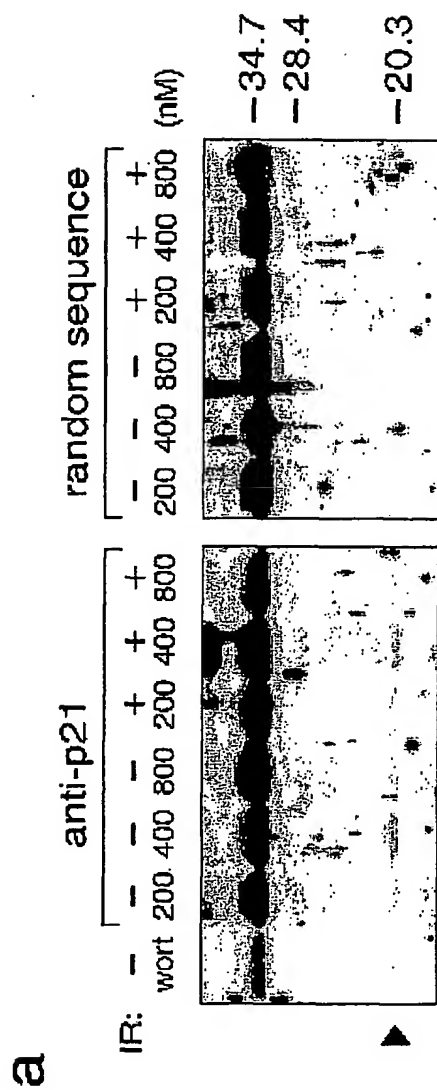 a
anti-p21 random sequence
IR: − − − − + + + − − − + + +
wort 200 400 800 200 400 800 200 400 800 200 400 800 (nM)
−34.7
−28.4
−20.3